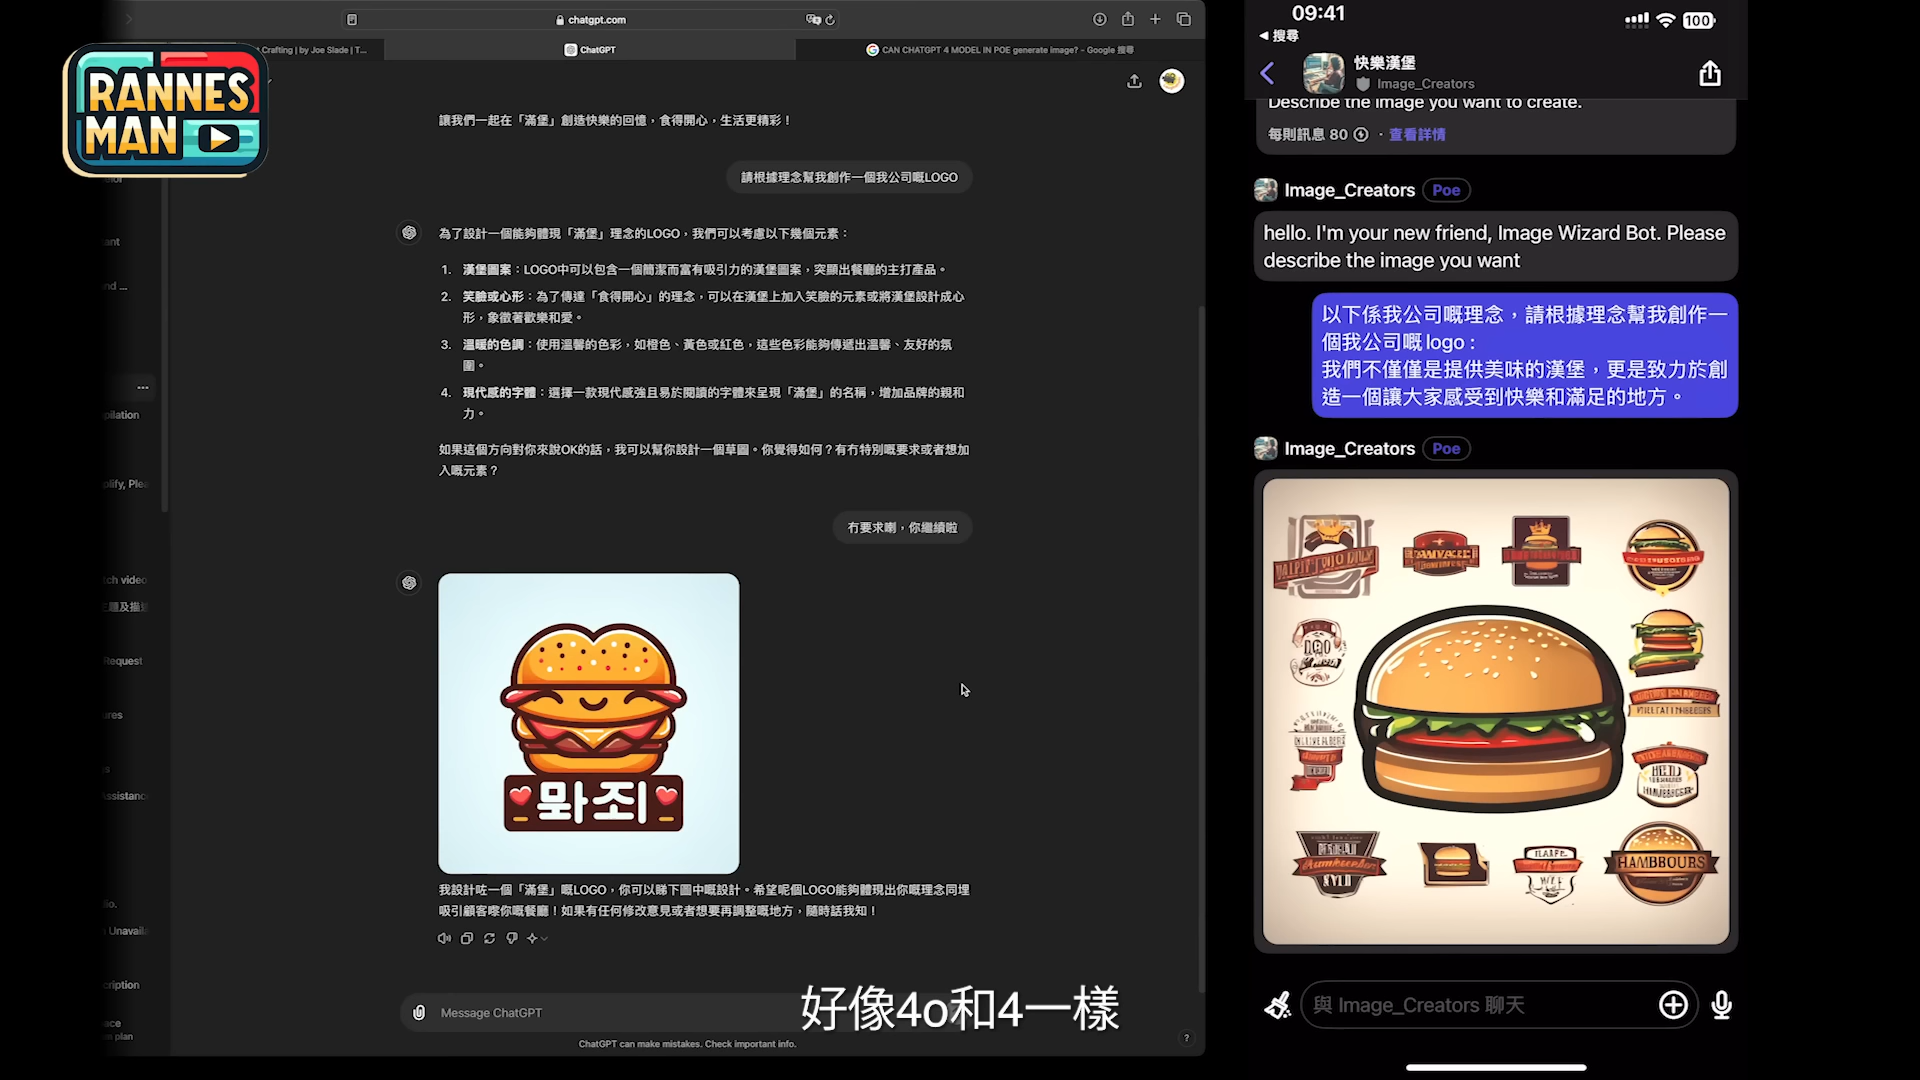 RANNES
MAN
chatgpt.com
Crafting | by Joe Slade | T...
ChatGPT
CAN CHATGPT 4 MODEL IN POE generate image? - Google 搜尋
讓我們一起在「滿堡」創造快樂的回憶，食得開心，生活更精彩！
請根據理念幫我創作一個我公司嘅LOGO
為了設計一個能夠體現「滿堡」理念的LOGO，我們可以考慮以下幾個元素：
1. 漢堡圖案：LOGO中可以包含一個簡潔而富有吸引力的漢堡圖案，突顯出餐廳的主打產品。
2. 笑臉或心形：為了傳達「食得開心」的理念，可以在漢堡上加入笑臉的元素或將漢堡設計成心
形，象徵著歡樂和愛。
3. 溫暖的色調：使用溫馨的色彩，如橙色、黃色或紅色，這些色彩能夠傳遞出溫馨、友好的氛
圍。
4. 現代感的字體：選擇一款現代感強且易於閱讀的字體來呈現「滿堡」的名稱，增加品牌的親和
力。
如果這個方向對你來說OK的話，我可以幫你設計一個草圖。你覺得如何？有冇特別嘅要求或者想加
入嘅元素？
冇要求喇，你繼續啦
我設計咗一個「滿堡」嘅LOGO，你可以睇下圖中嘅設計。希望呢個LOGO能夠體現出你嘅理念同埋
吸引顧客嚟你嘅餐廳！如果有任何修改意見或者想要再調整嘅地方，隨時話我知！
Message ChatGPT
ChatGPT can make mistakes. Check important info.
?
ant
nd ...
pilation
plify, Plea
tch video
Request
ures
Assistanc
io.
n Unavaila
cription
ace
m plan
好像4o和4一樣
09:41
100
搜尋
快樂漢堡
Image_Creators
Describe the image you want to create.
每則訊息 80 · 查看詳情
Image_Creators Poe
hello. I'm your new friend, Image Wizard Bot. Please
describe the image you want
以下係我公司嘅理念，請根據理念幫我創作一
個我公司嘅 logo :
我們不僅僅是提供美味的漢堡，更是致力於創
造一個讓大家感受到快樂和滿足的地方。
Image_Creators Poe
HAMBBOURS
與 Image_Creators 聊天